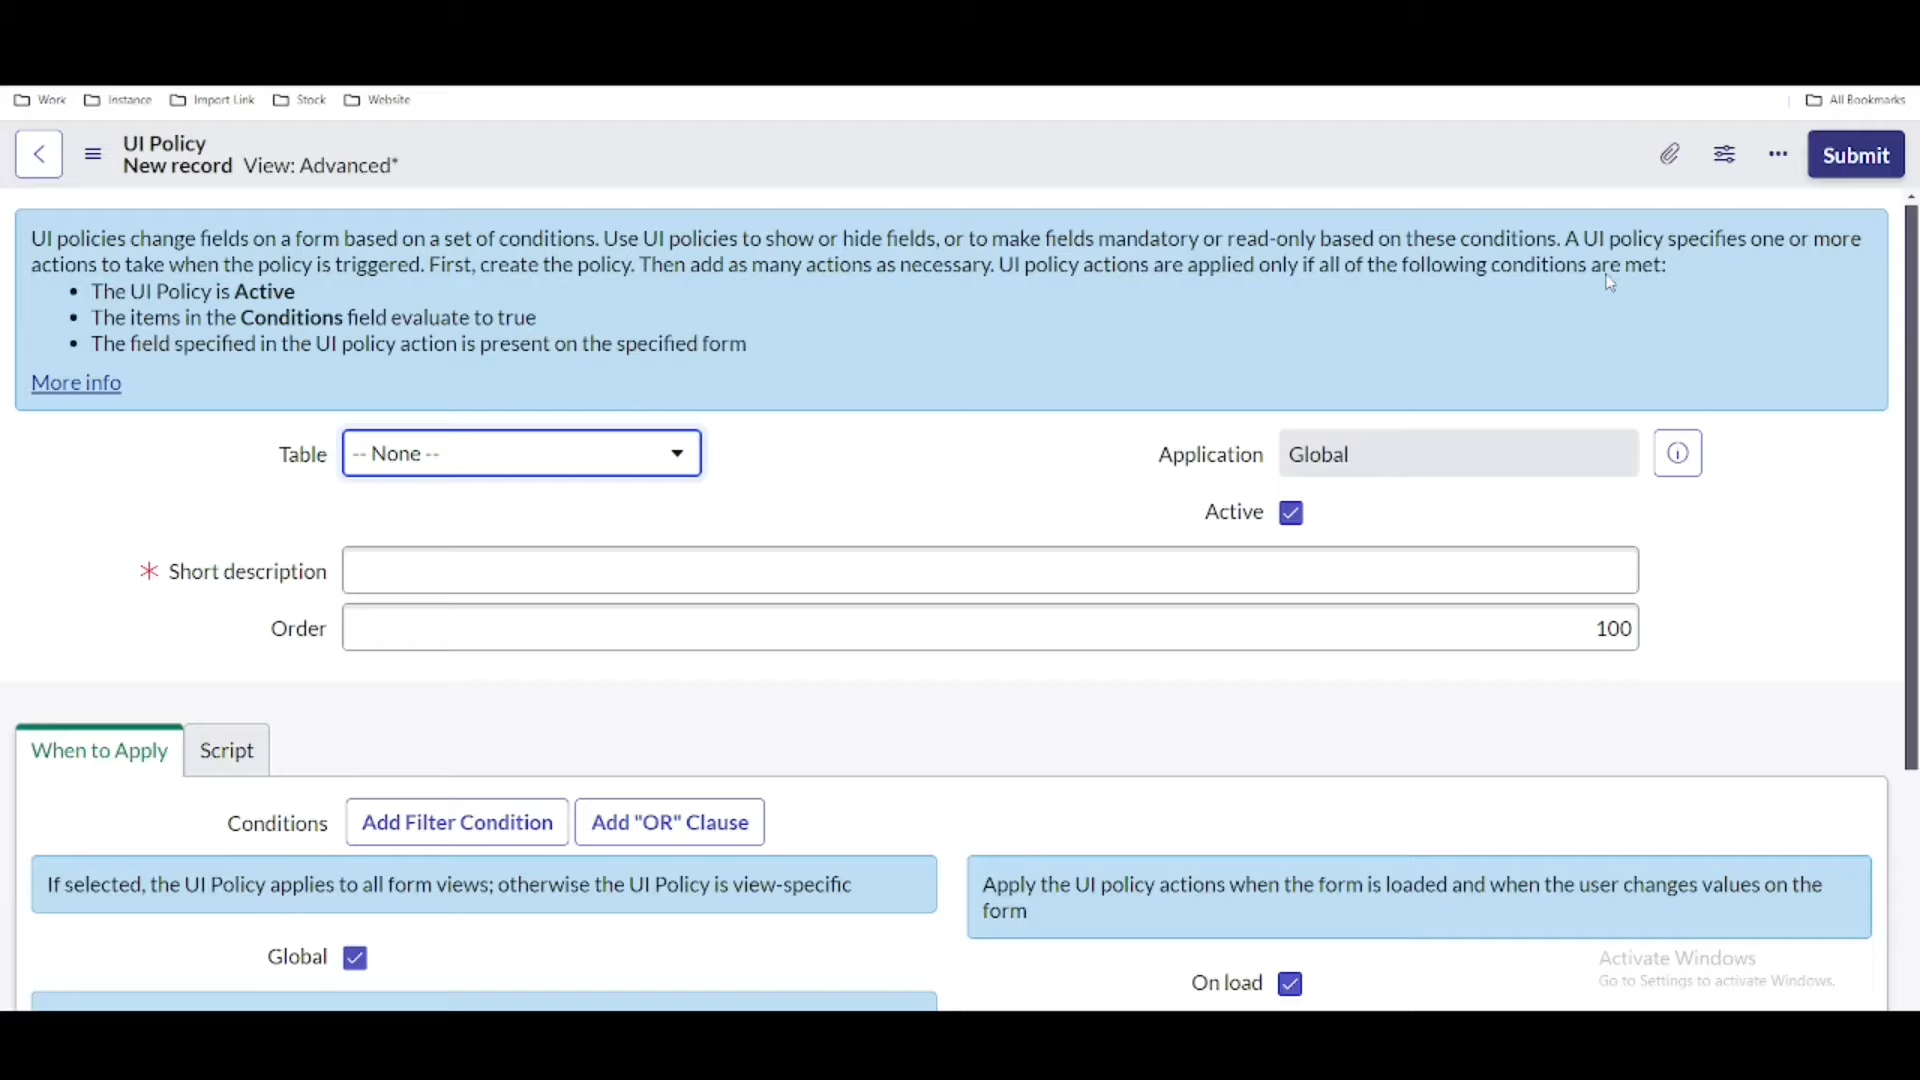 Work Instance Import Link Stock Website All Bookmarks
UI Policy
New record View: Advanced*
Submit
UI policies change fields on a form based on a set of conditions. Use UI policies to show or hide fields, or to make fields mandatory or read-only based on these conditions. A UI policy specifies one or more
actions to take when the policy is triggered. First, create the policy. Then add as many actions as necessary. UI policy actions are applied only if all of the following conditions are met:
• The UI Policy is Active
• The items in the Conditions field evaluate to true
• The field specified in the UI policy action is present on the specified form
More info
Table -- None -- Application Global
Active
* Short description
Order 100
When to Apply Script
Conditions Add Filter Condition Add "OR" Clause
If selected, the UI Policy applies to all form views; otherwise the UI Policy is view-specific
Apply the UI policy actions when the form is loaded and when the user changes values on the
form
Global
On load
Activate Windows
Go to Settings to activate Windows.